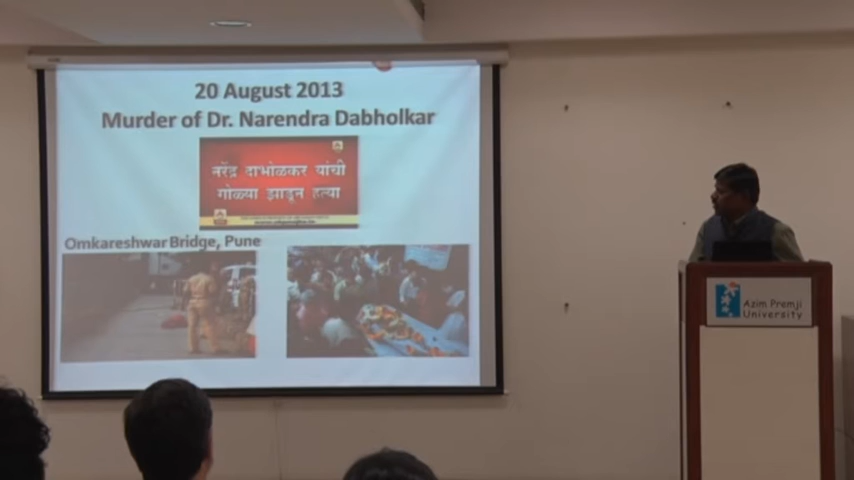 20 August 2013
Murder of Dr. Narendra Dabholkar
नरेंद्र दाभोळकर यांची
गोळ्या झाडून हत्या
Omkareshwar Bridge, Pune
Azim Premji
University